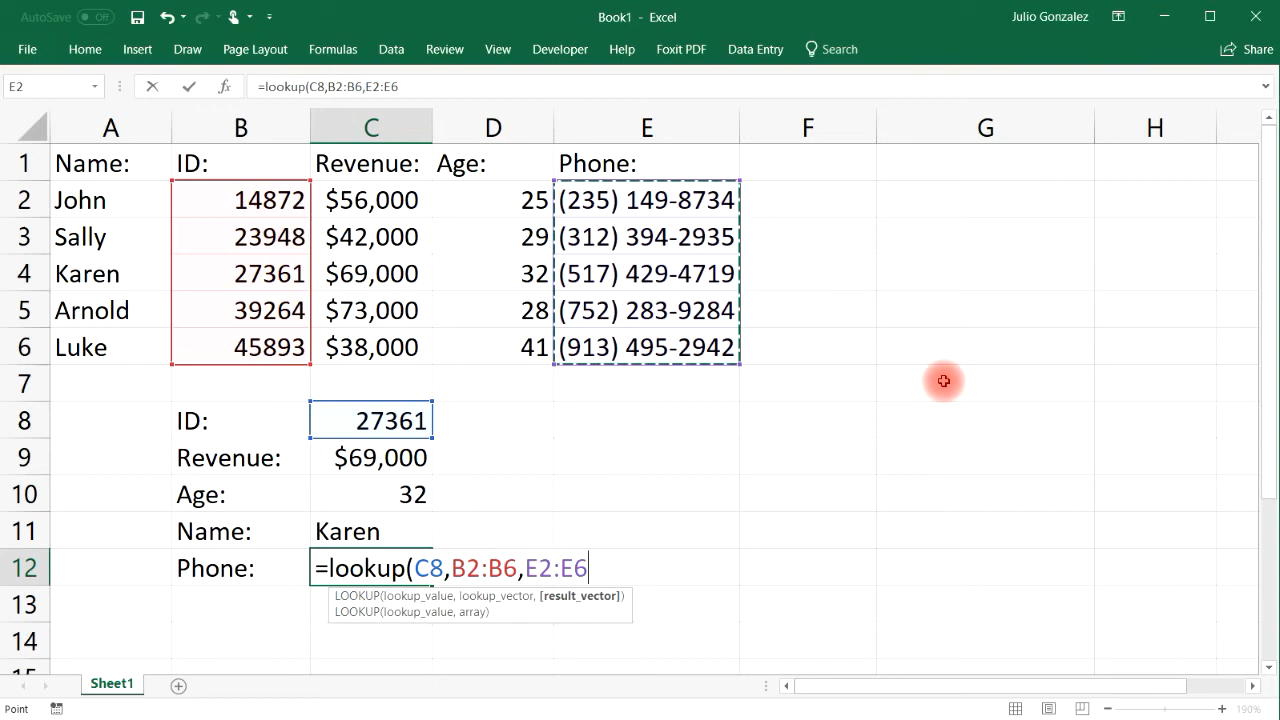 AutoSave Off Book1 - Excel Julio Gonzalez
File Home Insert Draw Page Layout Formulas Data Review View Developer Help Foxit PDF Data Entry Search Share
E2 fx =lookup(C8,B2:B6,E2:E6
A B C D E F G H
1 Name: ID: Revenue: Age: Phone:
2 John 14872 $56,000 25 (235) 149-8734
3 Sally 23948 $42,000 29 (312) 394-2935
4 Karen 27361 $69,000 32 (517) 429-4719
5 Arnold 39264 $73,000 28 (752) 283-9284
6 Luke 45893 $38,000 41 (913) 495-2942
7
8 ID: 27361
9 Revenue: $69,000
10 Age: 32
11 Name: Karen
12 Phone: =lookup(C8,B2:B6,E2:E6
LOOKUP(lookup_value, lookup_vector, [result_vector])
13
LOOKUP(lookup_value, array)
14
15
Sheet1
Point 190%